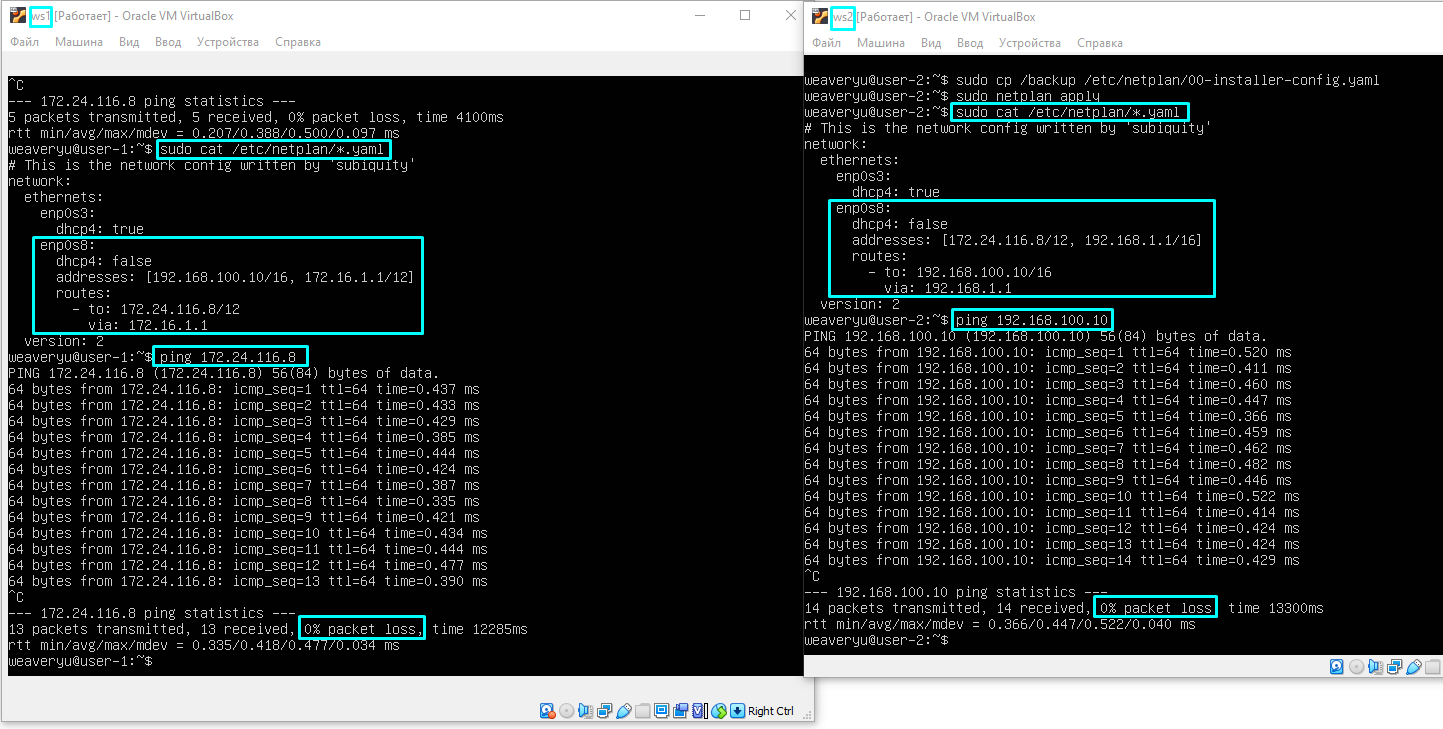 ws1 [Работает] - Oracle VM VirtualBox
Файл Машина Вид Ввод Устройства Справка
^C
--- 172.24.116.8 ping statistics ---
5 packets transmitted, 5 received, 0% packet loss, time 4100ms
rtt min/avg/max/mdev = 0.207/0.388/0.500/0.097 ms
weaveryu@user-1:~$ sudo cat /etc/netplan/*.yaml
# This is the network config written by 'subiquity'
network:
  ethernets:
    enp0s3:
      dhcp4: true
    enp0s8:
      dhcp4: false
      addresses: [192.168.100.10/16, 172.16.1.1/12]
      routes:
        - to: 172.24.116.8/12
          via: 172.16.1.1
  version: 2
weaveryu@user-1:~$ ping 172.24.116.8
PING 172.24.116.8 (172.24.116.8) 56(84) bytes of data.
64 bytes from 172.24.116.8: icmp_seq=1 ttl=64 time=0.437 ms
64 bytes from 172.24.116.8: icmp_seq=2 ttl=64 time=0.433 ms
64 bytes from 172.24.116.8: icmp_seq=3 ttl=64 time=0.429 ms
64 bytes from 172.24.116.8: icmp_seq=4 ttl=64 time=0.385 ms
64 bytes from 172.24.116.8: icmp_seq=5 ttl=64 time=0.444 ms
64 bytes from 172.24.116.8: icmp_seq=6 ttl=64 time=0.424 ms
64 bytes from 172.24.116.8: icmp_seq=7 ttl=64 time=0.387 ms
64 bytes from 172.24.116.8: icmp_seq=8 ttl=64 time=0.335 ms
64 bytes from 172.24.116.8: icmp_seq=9 ttl=64 time=0.421 ms
64 bytes from 172.24.116.8: icmp_seq=10 ttl=64 time=0.434 ms
64 bytes from 172.24.116.8: icmp_seq=11 ttl=64 time=0.444 ms
64 bytes from 172.24.116.8: icmp_seq=12 ttl=64 time=0.477 ms
64 bytes from 172.24.116.8: icmp_seq=13 ttl=64 time=0.390 ms
^C
--- 172.24.116.8 ping statistics ---
13 packets transmitted, 13 received, 0% packet loss, time 12285ms
rtt min/avg/max/mdev = 0.335/0.418/0.477/0.034 ms
weaveryu@user-1:~$
Right Ctrl
ws2 [Работает] - Oracle VM VirtualBox
Файл Машина Вид Ввод Устройства Справка
weaveryu@user-2:~$ sudo cp /backup /etc/netplan/00-installer-config.yaml
weaveryu@user-2:~$ sudo netplan apply
weaveryu@user-2:~$ sudo cat /etc/netplan/*.yaml
# This is the network config written by 'subiquity'
network:
  ethernets:
    enp0s3:
      dhcp4: true
    enp0s8:
      dhcp4: false
      addresses: [172.24.116.8/12, 192.168.1.1/16]
      routes:
        - to: 192.168.100.10/16
          via: 192.168.1.1
  version: 2
weaveryu@user-2:~$ ping 192.168.100.10
PING 192.168.100.10 (192.168.100.10) 56(84) bytes of data.
64 bytes from 192.168.100.10: icmp_seq=1 ttl=64 time=0.520 ms
64 bytes from 192.168.100.10: icmp_seq=2 ttl=64 time=0.411 ms
64 bytes from 192.168.100.10: icmp_seq=3 ttl=64 time=0.460 ms
64 bytes from 192.168.100.10: icmp_seq=4 ttl=64 time=0.447 ms
64 bytes from 192.168.100.10: icmp_seq=5 ttl=64 time=0.366 ms
64 bytes from 192.168.100.10: icmp_seq=6 ttl=64 time=0.459 ms
64 bytes from 192.168.100.10: icmp_seq=7 ttl=64 time=0.462 ms
64 bytes from 192.168.100.10: icmp_seq=8 ttl=64 time=0.482 ms
64 bytes from 192.168.100.10: icmp_seq=9 ttl=64 time=0.446 ms
64 bytes from 192.168.100.10: icmp_seq=10 ttl=64 time=0.522 ms
64 bytes from 192.168.100.10: icmp_seq=11 ttl=64 time=0.414 ms
64 bytes from 192.168.100.10: icmp_seq=12 ttl=64 time=0.424 ms
64 bytes from 192.168.100.10: icmp_seq=13 ttl=64 time=0.424 ms
64 bytes from 192.168.100.10: icmp_seq=14 ttl=64 time=0.429 ms
^C
--- 192.168.100.10 ping statistics ---
14 packets transmitted, 14 received, 0% packet loss time 13300ms
rtt min/avg/max/mdev = 0.366/0.447/0.522/0.040 ms
weaveryu@user-2:~$